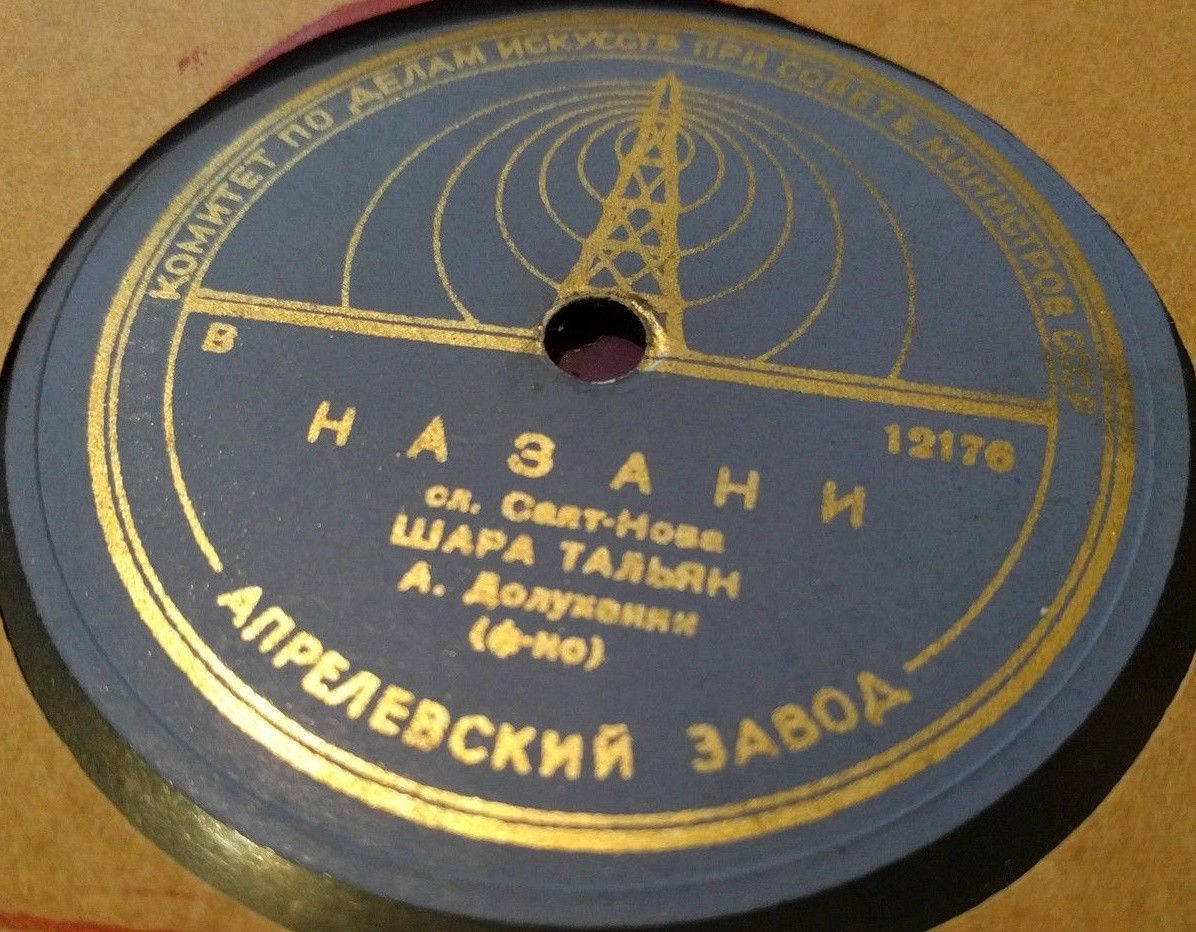 КОМИТЕТ ПО ДЕЛАМ ИСКУССТВ ПРИ СОВЕТЕ МИНИСТРОВ СССР
В 12176
НАЗАНИ
сл. Саят-Нова
ШАРА ТАЛЬЯН
А. Долуханян
(ф-но)
АПРЕЛЕВСКИЙ ЗАВОД